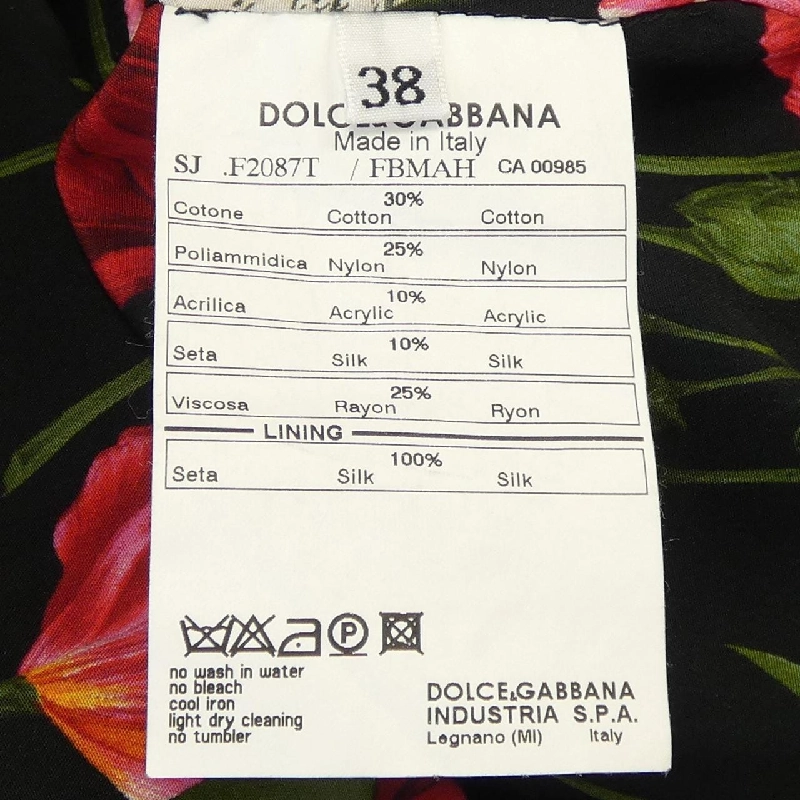 38
DOLCE&GABBANA
Made in Italy
SJ .F2087T / FBMAH CA 00985
30%
Cotone Cotton Cotton
25%
Poliammidica Nylon Nylon
10%
Acrilica Acrylic Acrylic
10%
Seta Silk Silk
25%
Viscosa Rayon Ryon
LINING
100%
Seta Silk Silk
P
no wash in water
no bleach
cool iron
light dry cleaning
no tumbler
DOLCE&GABBANA
INDUSTRIA S.P.A.
Legnano (MI) Italy